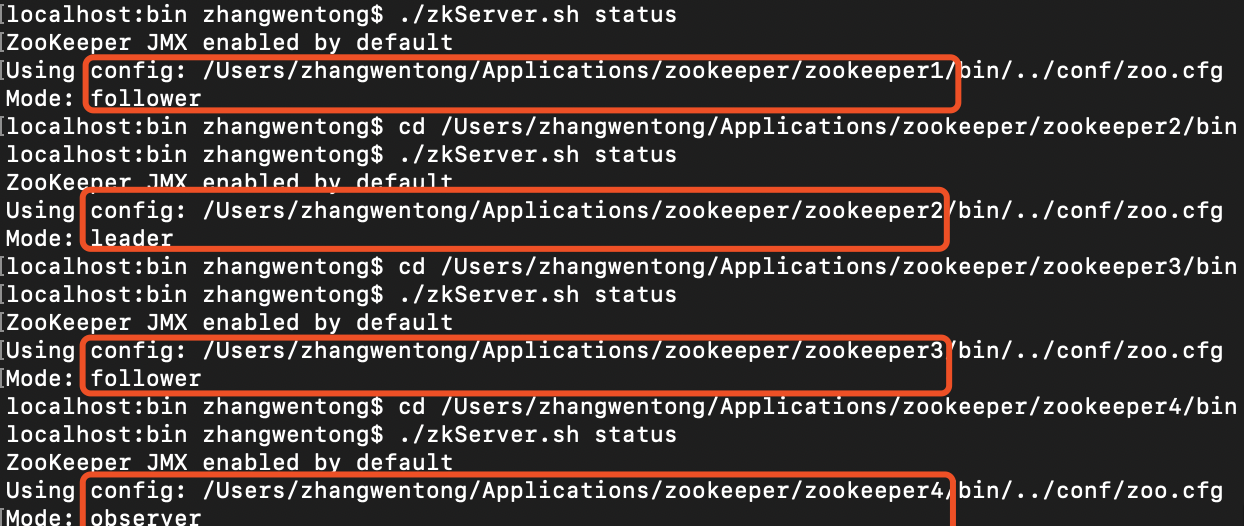 [localhost:bin zhangwentong$ ./zkServer.sh status
[ZooKeeper JMX enabled by default
[Using config: /Users/zhangwentong/Applications/zookeeper/zookeeper1/bin/../conf/zoo.cfg
[Mode: follower
[localhost:bin zhangwentong$ cd /Users/zhangwentong/Applications/zookeeper/zookeeper2/bin
localhost:bin zhangwentong$ ./zkServer.sh status
ZooKeeper JMX enabled by default
Using config: /Users/zhangwentong/Applications/zookeeper/zookeeper2/bin/../conf/zoo.cfg
Mode: leader
[localhost:bin zhangwentong$ cd /Users/zhangwentong/Applications/zookeeper/zookeeper3/bin
[localhost:bin zhangwentong$ ./zkServer.sh status
[ZooKeeper JMX enabled by default
[Using config: /Users/zhangwentong/Applications/zookeeper/zookeeper3/bin/../conf/zoo.cfg
[Mode: follower
localhost:bin zhangwentong$ cd /Users/zhangwentong/Applications/zookeeper/zookeeper4/bin
localhost:bin zhangwentong$ ./zkServer.sh status
ZooKeeper JMX enabled by default
Using config: /Users/zhangwentong/Applications/zookeeper/zookeeper4/bin/../conf/zoo.cfg
Mode: observer